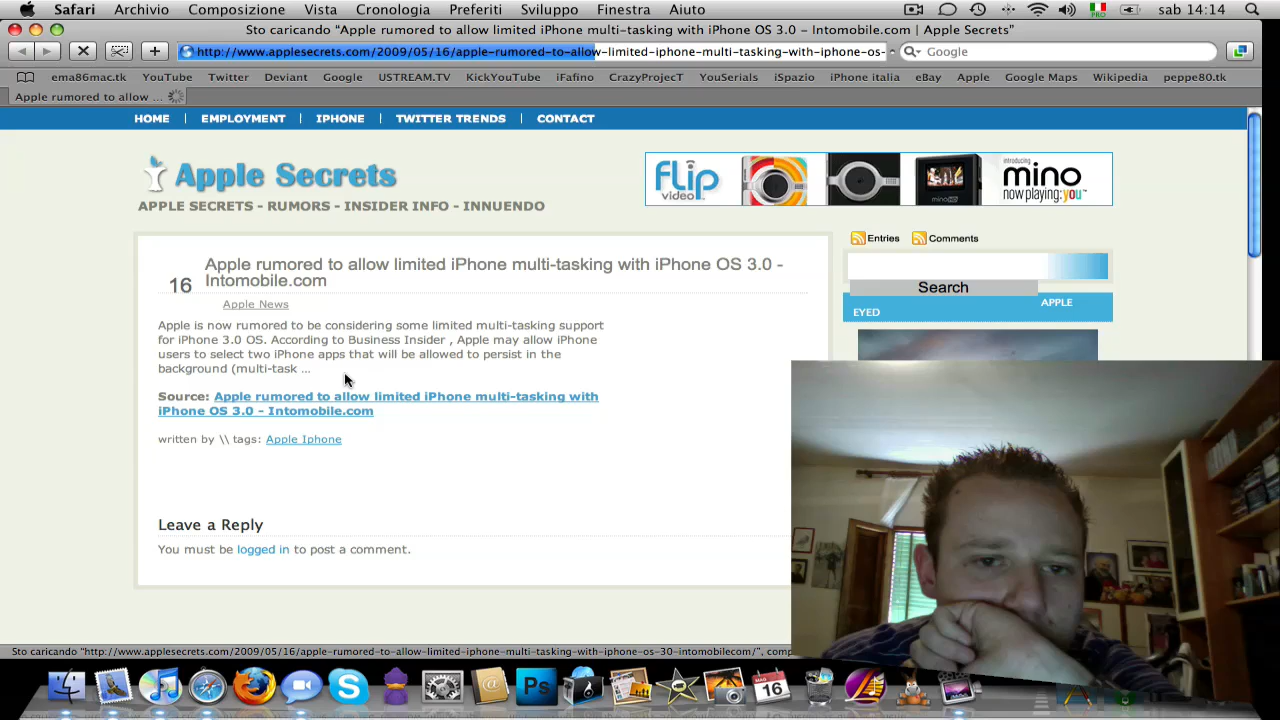 Safari Archivio Composizione Vista Cronologia Preferiti Sviluppo Finestra Aiuto sab 14:14
Sto caricando “Apple rumored to allow limited iPhone multi-tasking with iPhone OS 3.0 - Intomobile.com | Apple Secrets”
http://www.applesecrets.com/2009/05/16/apple-rumored-to-allow-limited-iphone-multi-tasking-with-iphone-os- Google
ema86mac.tk YouTube Twitter Deviant Google USTREAM.TV KickYouTube iFafino CrazyProjecT YouSerials iSpazio iPhone italia eBay Apple Google Maps Wikipedia peppe80.tk
Apple rumored to allow ...
HOME EMPLOYMENT IPHONE TWITTER TRENDS CONTACT
Apple Secrets
APPLE SECRETS - RUMORS - INSIDER INFO - INNUENDO
flip video
introducing
mino
now playing: you
Entries Comments
Search
APPLE
EYED
16
Apple rumored to allow limited iPhone multi-tasking with iPhone OS 3.0 -
Intomobile.com
Apple News
Apple is now rumored to be considering some limited multi-tasking support
for iPhone 3.0 OS. According to Business Insider , Apple may allow iPhone
users to select two iPhone apps that will be allowed to persist in the
background (multi-task ...
Source: Apple rumored to allow limited iPhone multi-tasking with
iPhone OS 3.0 - Intomobile.com
written by \\ tags: Apple Iphone
Leave a Reply
You must be logged in to post a comment.
Sto caricando "http://www.applesecrets.com/2009/05/16/apple-rumored-to-allow-limited-iphone-multi-tasking-with-iphone-os-30-intomobilecom/", comp
Ps
MAG
16